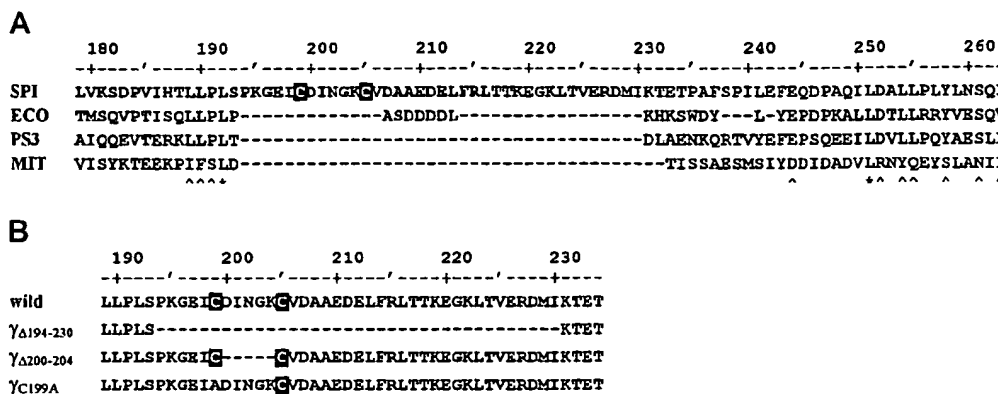 A
180 190 200 210 220 230 240 250 260
-+----'----+----'----+----'----+----'----+----'----+----'----+----'----+----'----+-
SPI LVKSDPVIHTLLPLSPKGEICDINGKCVDAAEDELFRLTTKEGKLTVERDMIKTETPAFSPILEFEQDPAQILDALLPLYLNSQ
ECO TMSQVPTISQLLPLP-------------ASDDDDL-----------------KHKSWDY---L-YEPDPKALLDTLLRRYVESQ
PS3 AIQQEVTERKLLPLT-------------------------------------DLAENKQRTVYEFEPSQEEILDVLLPQYAESL
MIT VISYKTEEKPIFSLD---------------------------------------TISSAESMSIYDDIDADVLRNYQEYSLANI
^^^* ^ *^ ^^ ^ ^ ^
B
190 200 210 220 230
-+----'----+----'----+----'----+----'----+---
wild LLPLSPKGEICDINGKCVDAAEDELFRLTTKEGKLTVERDMIKTET
γΔ194-230 LLPLS-------------------------------------KTET
γΔ200-204 LLPLSPKGEIC-----CVDAAEDELFRLTTKEGKLTVERDMIKTET
γC199A LLPLSPKGEIADINGKCVDAAEDELFRLTTKEGKLTVERDMIKTET